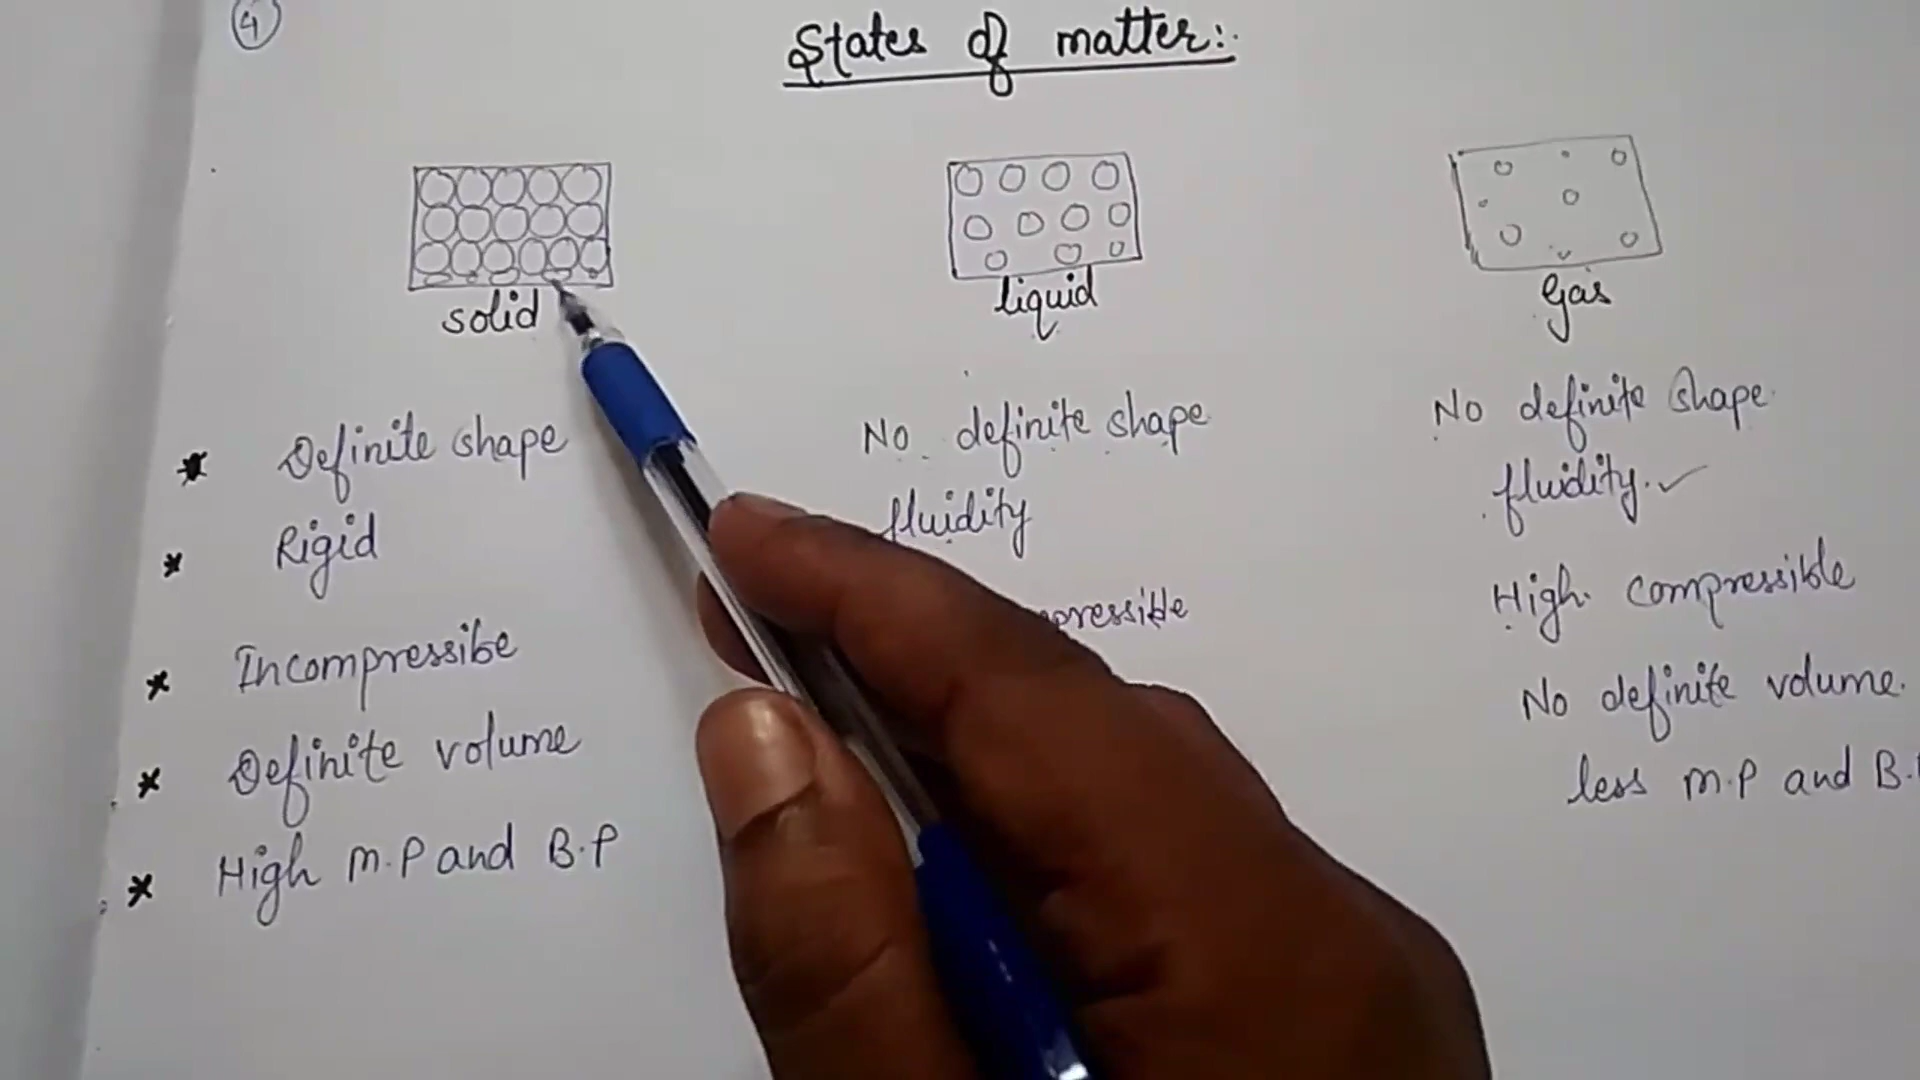 4
States of matter:
solid
liquid
gas
* Definite shape
* Rigid
* Incompressibe
* Definite volume
* High M.P and B.P
No definite shape
fluidity
No definite shape
fluidity. ✓
High compressible
No definite volume.
less M.P and B.